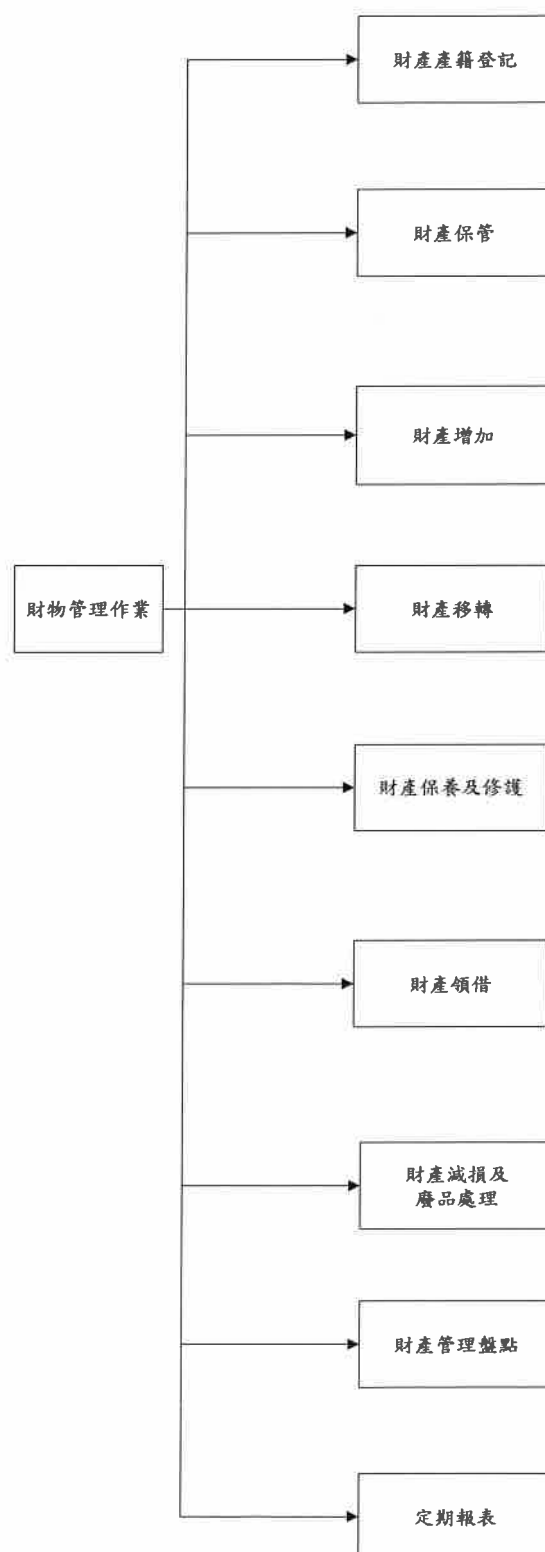 財產產籍登記
財產保管
財產增加
財物管理作業
財產移轉
財產保養及修護
財產領借
財產減損及
廢品處理
財產管理盤點
定期報表